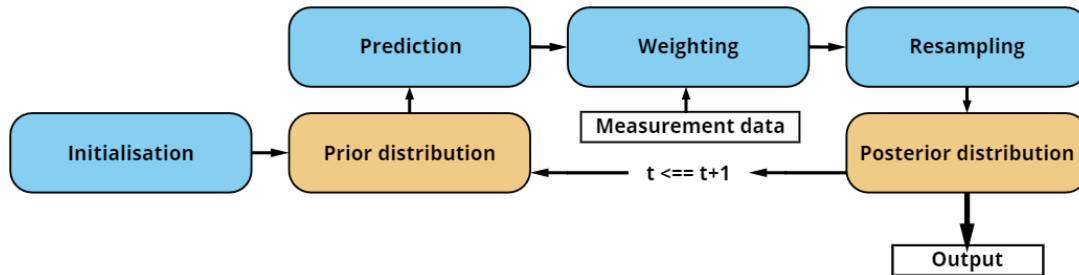 Prediction
Weighting
Resampling
Measurement data
Initialisation
Prior distribution
Posterior distribution
t <== t+1
Output